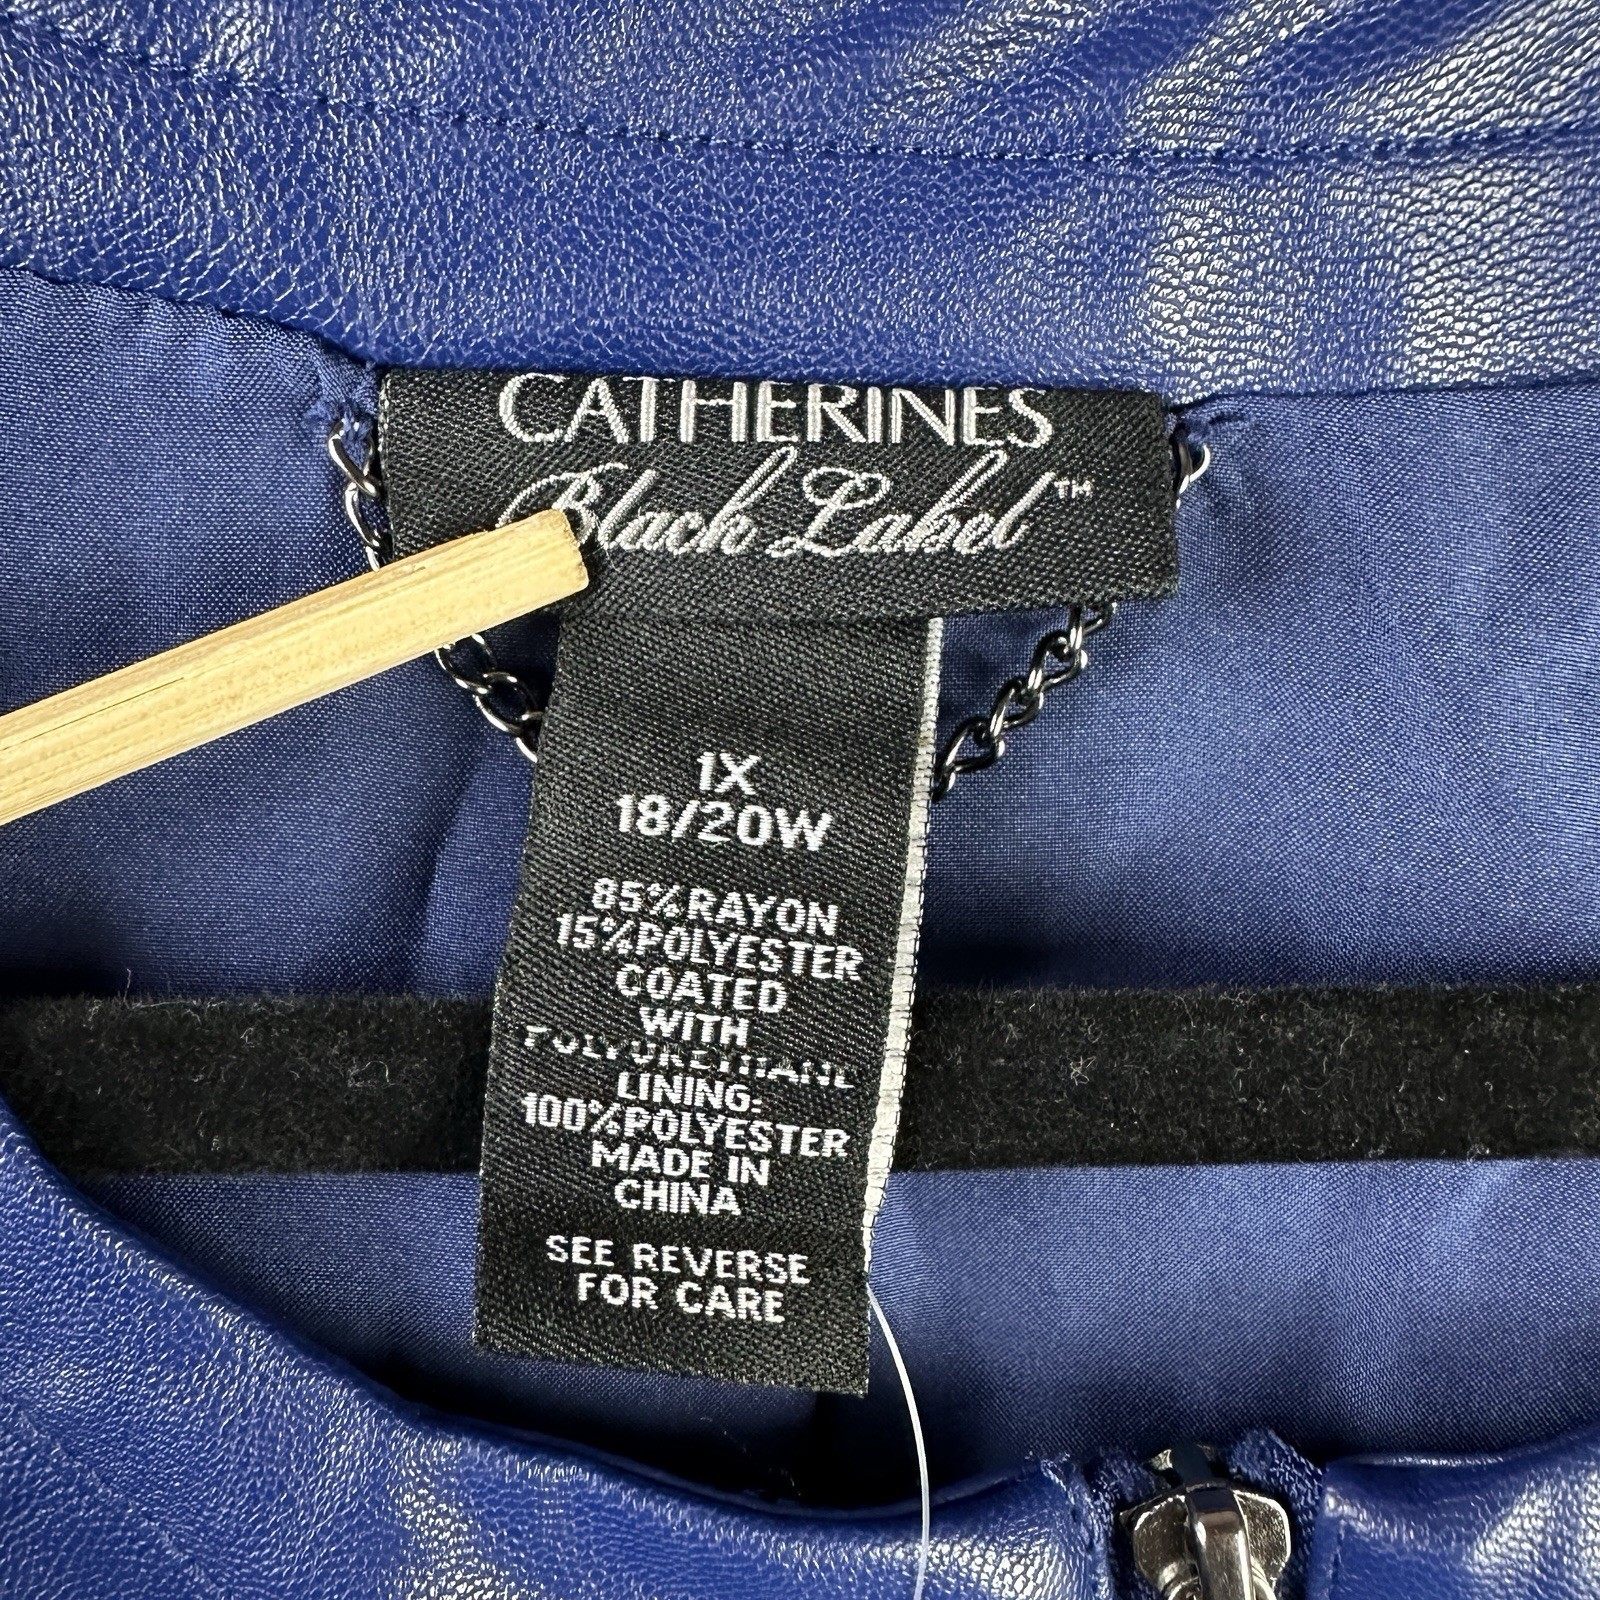 CATHERINES
Black Label™
1X
18/20W
85%RAYON
15%POLYESTER
COATED
WITH
POLYURETHANE
LINING:
100%POLYESTER
MADE IN
CHINA
SEE REVERSE
FOR CARE